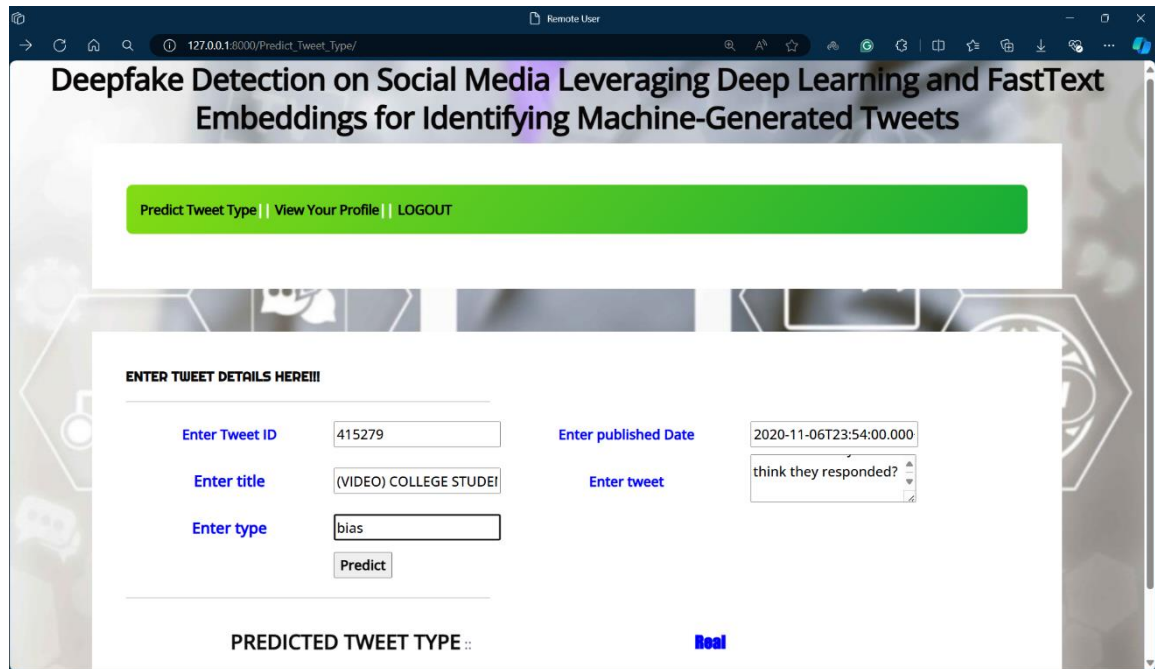 Remote User
127.0.0.1:8000/Predict_Tweet_Type/
Deepfake Detection on Social Media Leveraging Deep Learning and FastText
Embeddings for Identifying Machine-Generated Tweets
Predict Tweet Type || View Your Profile || LOGOUT
ENTER TWEET DETAILS HERE!!!
Enter Tweet ID 415279 Enter published Date 2020-11-06T23:54:00.000
Enter title (VIDEO) COLLEGE STUDEN Enter tweet think they responded?
Enter type bias
Predict
PREDICTED TWEET TYPE :: Real